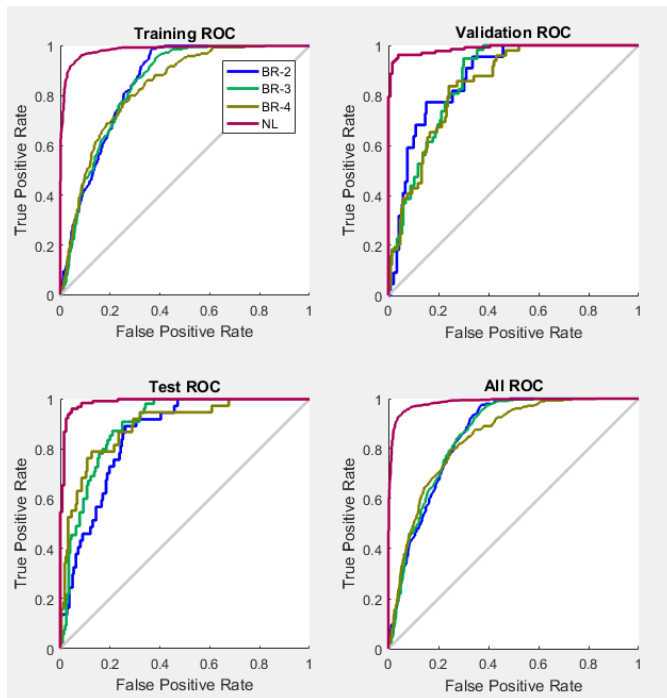 Training ROC
1
0.8
0.6
0.4
0.2
0
True Positive Rate
BR-2
BR-3
BR-4
NL
0 0.2 0.4 0.6 0.8 1
False Positive Rate
Validation ROC
1
0.8
0.6
0.4
0.2
0
True Positive Rate
0 0.2 0.4 0.6 0.8 1
False Positive Rate
Test ROC
1
0.8
0.6
0.4
0.2
0
True Positive Rate
0 0.2 0.4 0.6 0.8 1
False Positive Rate
All ROC
1
0.8
0.6
0.4
0.2
0
True Positive Rate
0 0.2 0.4 0.6 0.8 1
False Positive Rate